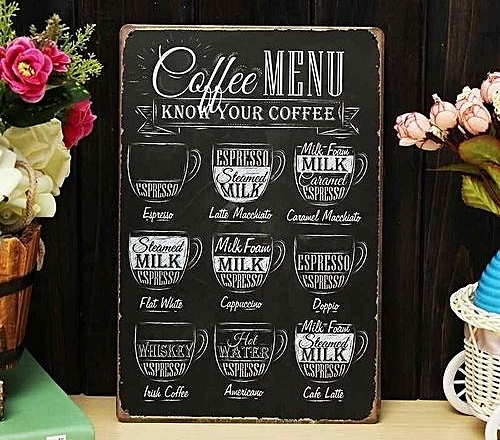 Coffee MENU
KNOW YOUR COFFEE
ESPRESSO
Espresso
ESPRESSO
Steamed
MILK
Latte Macchiato
Milk Foam
MILK
Caramel
ESPRESSO
Caramel Macchiato
Steamed
MILK
ESPRESSO
Flat White
Milk Foam
MILK
ESPRESSO
Cappuccino
ESPRESSO
ESPRESSO
Doppio
WHISKEY
ESPRESSO
Irish Coffee
Hot
WATER
ESPRESSO
Americano
Milk Foam
Steamed
MILK
ESPRESSO
Cafe Latte